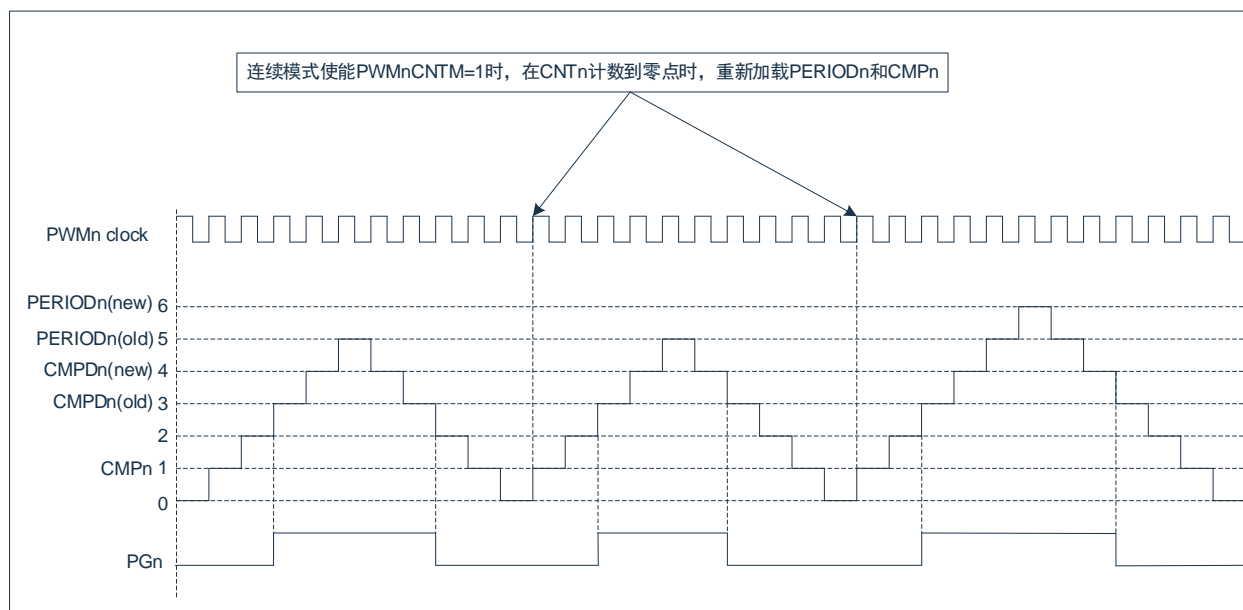 连续模式使能PWMnCNTM=1时，在CNTn计数到零点时，重新加载PERIODn和CMPn
PWMn clock
PERIODn(new) 6
PERIODn(old) 5
CMPDn(new) 4
CMPDn(old) 3
2
CMPn 1
0
PGn